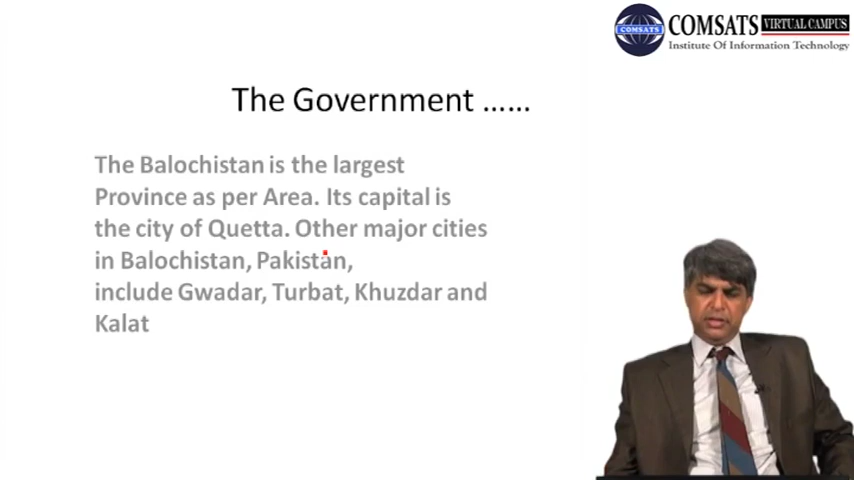 COMSATS
COMSATS VIRTUAL CAMPUS
Institute Of Information Technology
The Government ......
The Balochistan is the largest
Province as per Area. Its capital is
the city of Quetta. Other major cities
in Balochistan, Pakistan,
include Gwadar, Turbat, Khuzdar and
Kalat